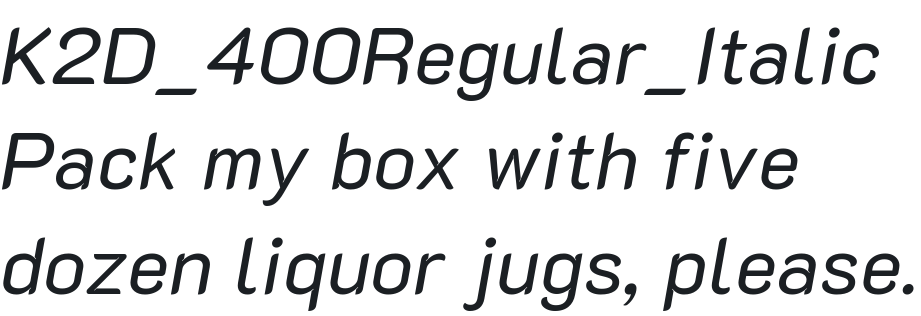 K2D_400Regular_Italic
Pack my box with five
dozen liquor jugs, please.